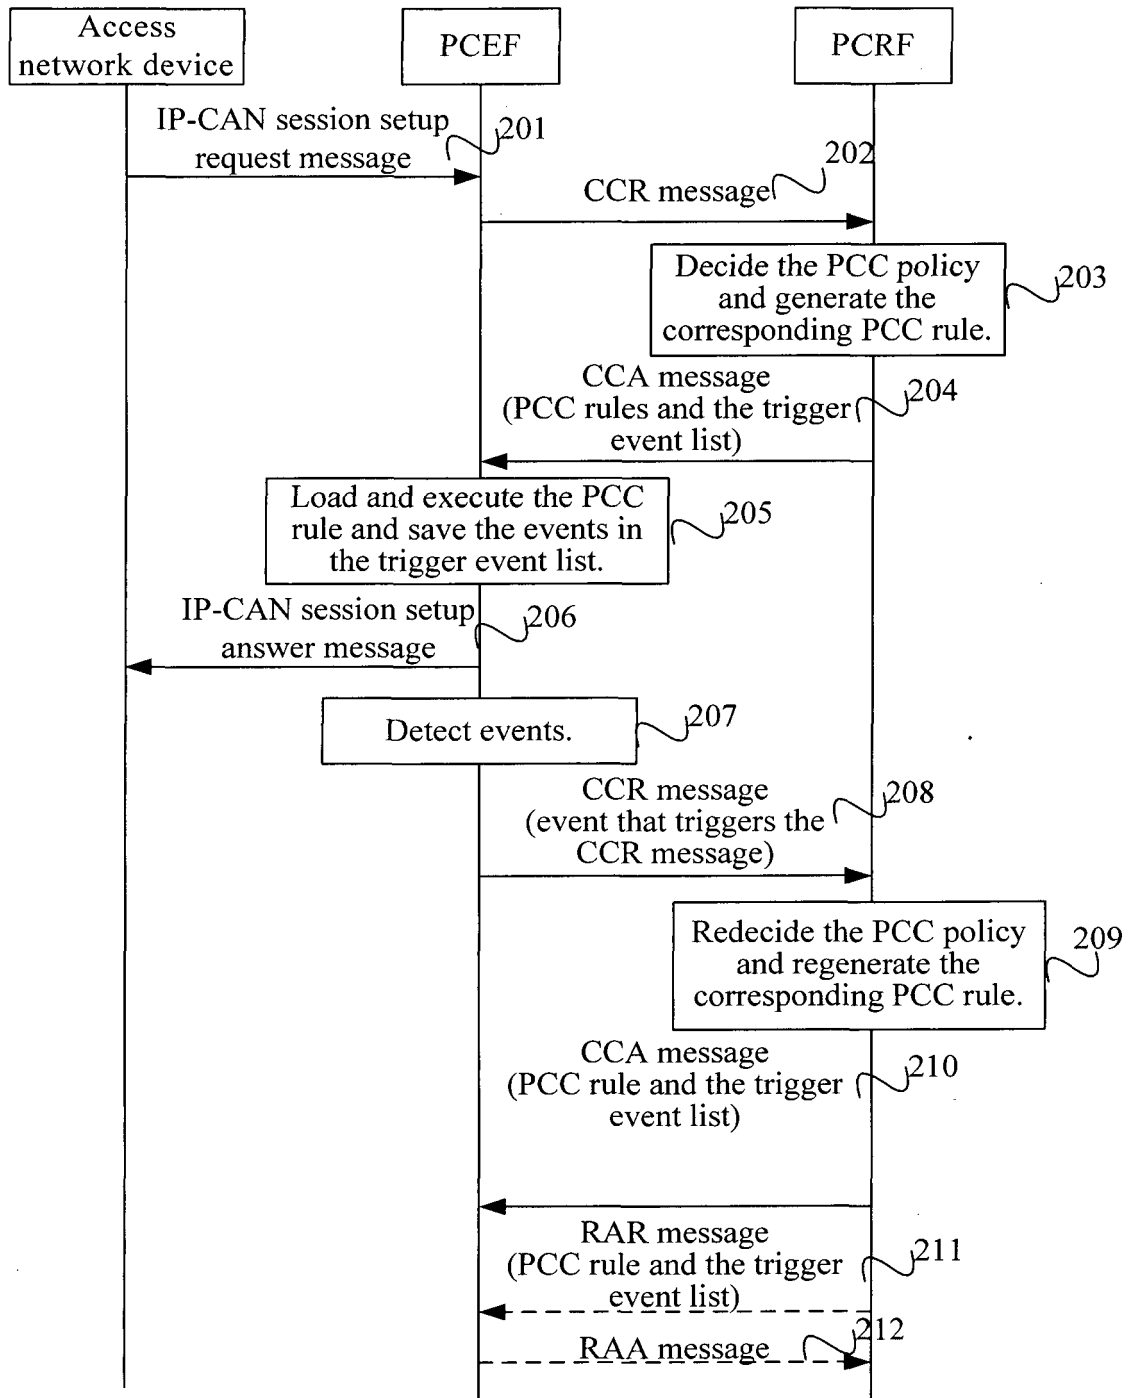 Access
network device
PCEF
PCRF
IP-CAN session setup
request message
201
CCR message
202
Decide the PCC policy
and generate the
corresponding PCC rule.
203
CCA message
(PCC rules and the trigger
event list)
204
Load and execute the PCC
rule and save the events in
the trigger event list.
205
IP-CAN session setup
answer message
206
Detect events.
207
CCR message
(event that triggers the
CCR message)
208
Redecide the PCC policy
and regenerate the
corresponding PCC rule.
209
CCA message
(PCC rule and the trigger
event list)
210
RAR message
(PCC rule and the trigger
event list)
211
RAA message
212